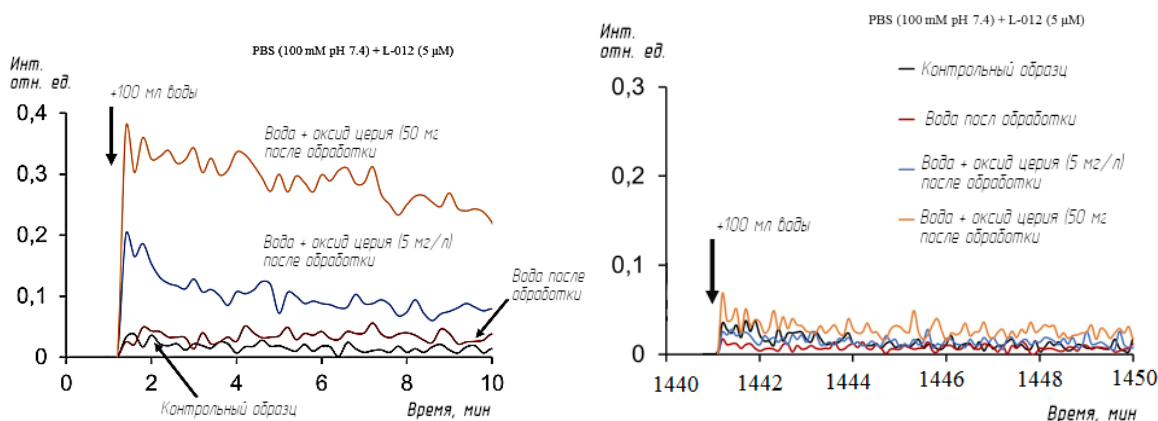 PBS (100 mM pH 7.4) + L-012 (5 µM)
Инт.
отн. ед.
+100 мл воды
0,4
0,3
0,2
0,1
0
Вода + оксид церия (50 мг
после обработки
Вода + оксид церия (5 мг/л)
после обработки
Вода после
обработки
0 2 4 6 8 10
Контрольный образц
Время, мин
PBS (100 mM pH 7.4) + L-012 (5 µM)
Инт.
отн. ед.
0,3
0,2
0,1
0
+100 мл воды
Контрольный образц
Вода посл обработки
Вода + оксид церия (5 мг/л)
после обработки
Вода + оксид церия (50 мг
после обработки
1440 1442 1444 1446 1448 1450
Время, мин